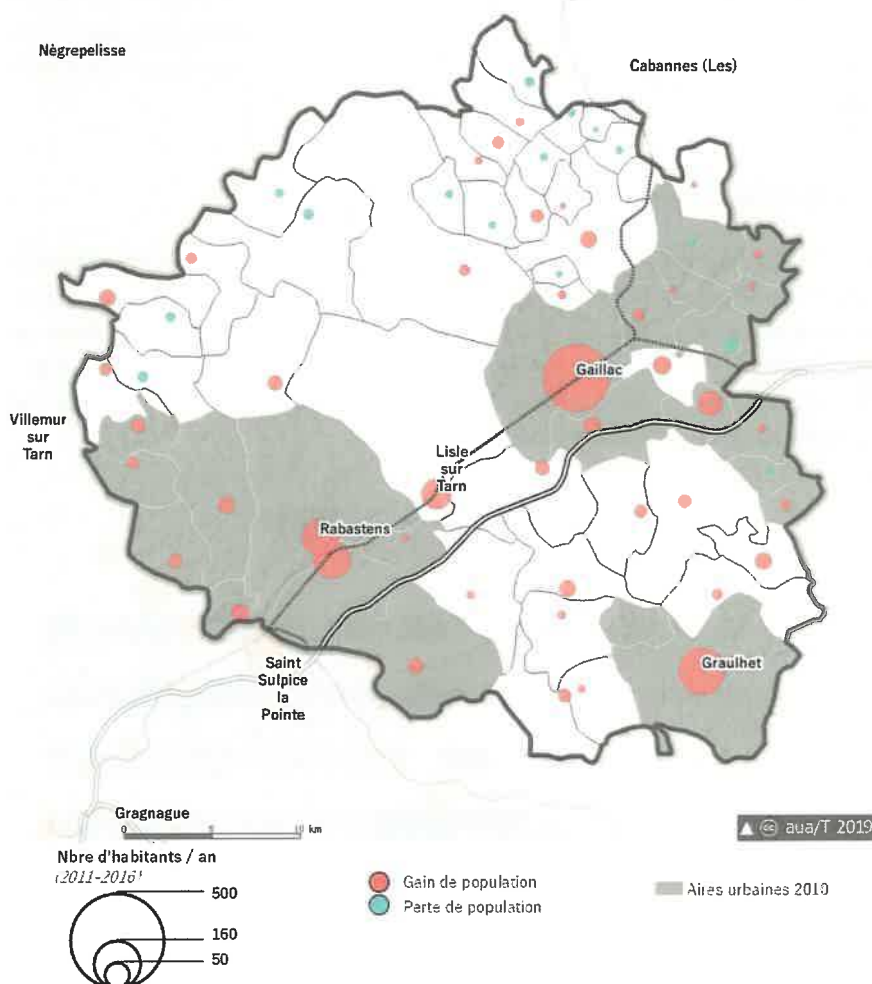 Nègrepelisse
Cabannes (Les)
Gaillac
Villemur
sur
Tarn
Lisle
sur
Tarn
Rabastens
Saint
Sulpice
la
Pointe
Graulhet
Gragnague
0 5 10 km
aua/T 2019
Nbre d'habitants / an
(2011-2016)
500
160
50
Gain de population
Perte de population
Aires urbaines 2010